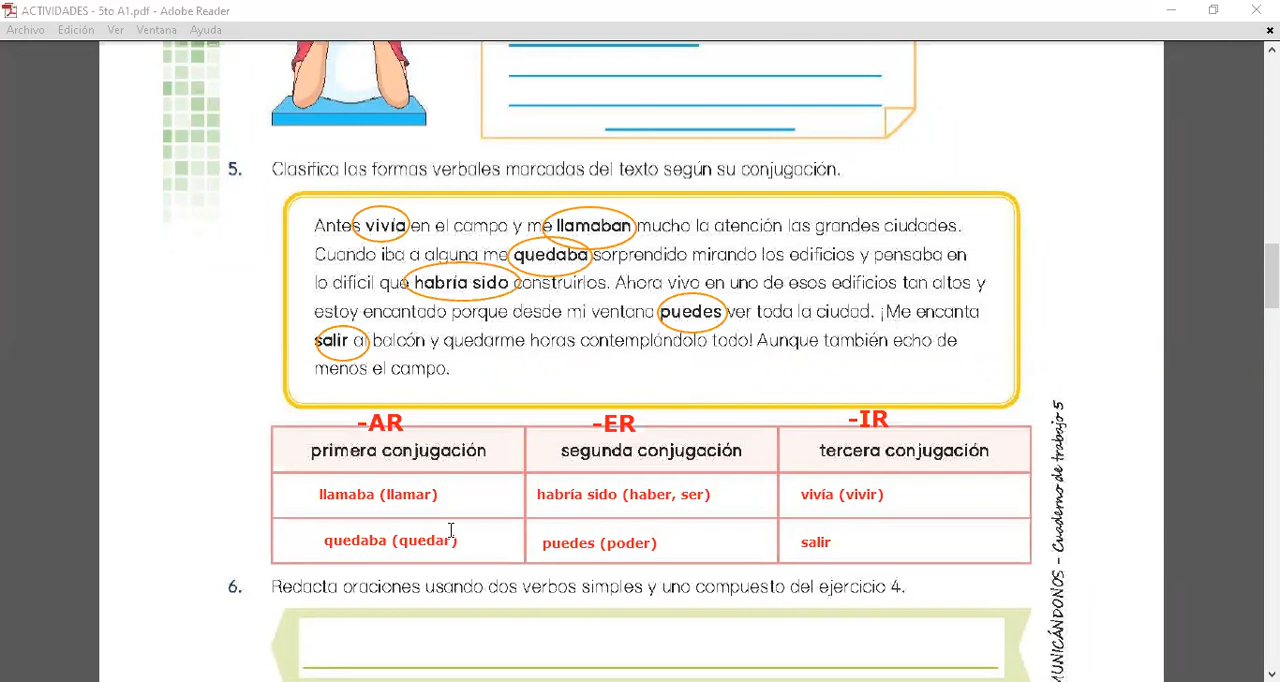 ACTIVIDADES - 5to A1.pdf - Adobe Reader
Archivo Edición Ver Ventana Ayuda
5. Clasifica las formas verbales marcadas del texto según su conjugación.
Antes vivía en el campo y me llamaban mucho la atención las grandes ciudades.
Cuando iba a alguna me quedaba sorprendido mirando los edificios y pensaba en
lo difícil que habría sido construirlos. Ahora vivo en uno de esos edificios tan altos y
estoy encantado porque desde mi ventana puedes ver toda la ciudad. ¡Me encanta
salir al balcón y quedarme horas contemplándolo todo! Aunque también echo de
menos el campo.
-AR -ER -IR
primera conjugación segunda conjugación tercera conjugación
llamaba (llamar) habría sido (haber, ser) vivía (vivir)
quedaba (quedar) puedes (poder) salir
6. Redacta oraciones usando dos verbos simples y uno compuesto del ejercicio 4.
MUNICÁNDONOS - Cuaderno de trabajo 5